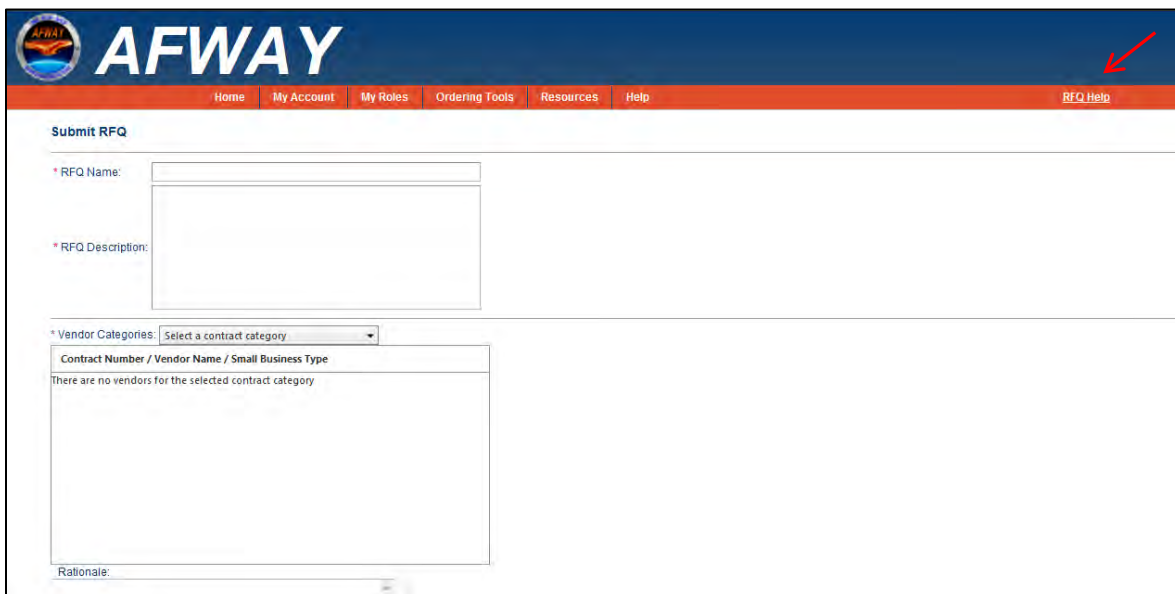 AFWAY
AFWAY
Home My Account My Roles Ordering Tools Resources Help RFQ Help
Submit RFQ
* RFQ Name:
* RFQ Description:
* Vendor Categories: Select a contract category
Contract Number / Vendor Name / Small Business Type
There are no vendors for the selected contract category
Rationale: